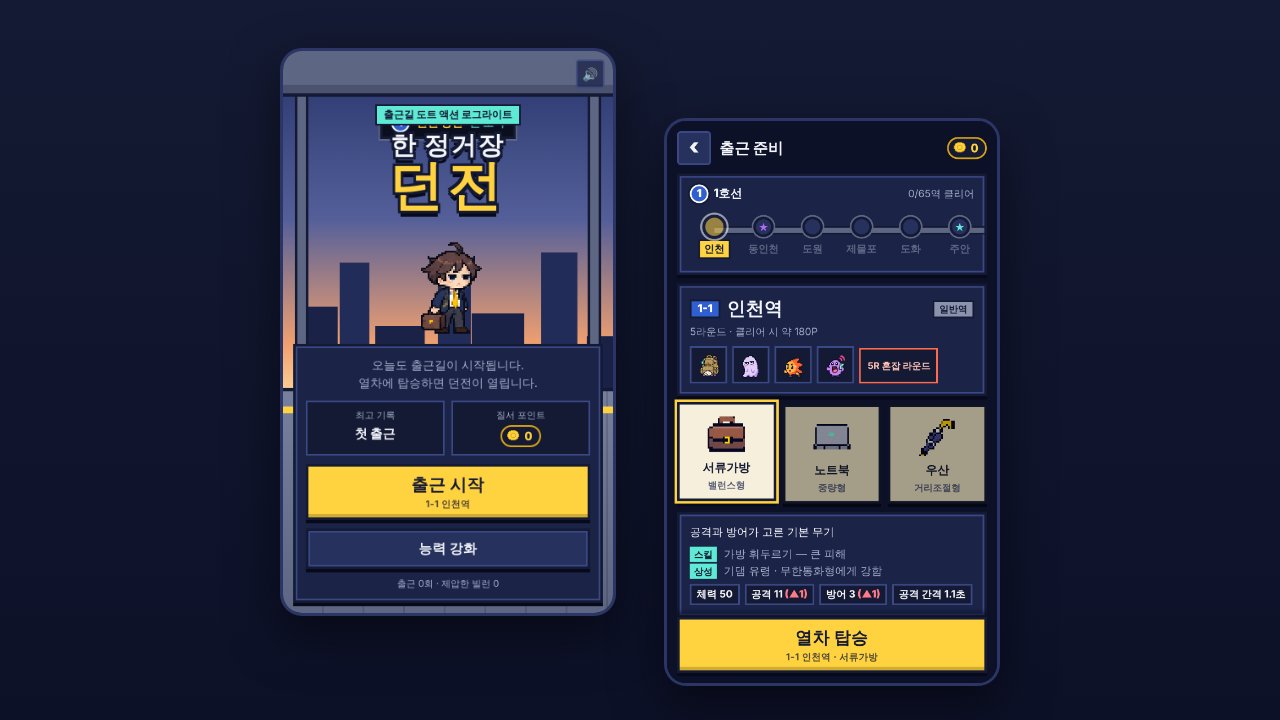 출근길 도트 액션 로그라이트
한 정거장
던전
오늘도 출근길이 시작됩니다.
열차에 탑승하면 던전이 열립니다.
최고 기록
첫 출근
질서 포인트
0
출근 시작
1-1 인천역
능력 강화
출근 0회 · 제압한 빌런 0
출근 준비
0
1 1호선
0/65역 클리어
인천 동인천 도원 제물포 도화 주안
1-1 인천역
일반역
5라운드 · 클리어 시 약 180P
5R 혼잡 라운드
서류가방
밸런스형
노트북
중량형
우산
거리조절형
공격과 방어가 고른 기본 무기
스킬 가방 휘두르기 — 큰 피해
상성 기댐 유령 · 무한통화형에게 강함
체력 50 공격 11 (▲1) 방어 3 (▲1) 공격 간격 1.1초
열차 탑승
1-1 인천역 · 서류가방